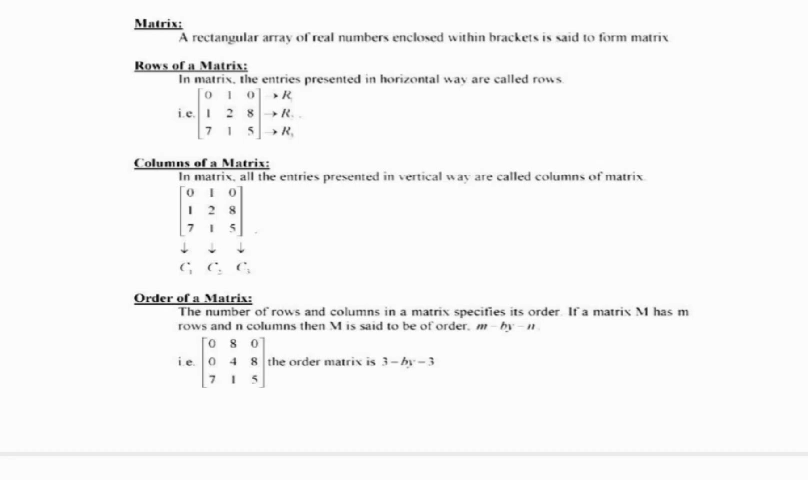 Matrix:
A rectangular array of real numbers enclosed within brackets is said to form matrix
Rows of a Matrix:
In matrix, the entries presented in horizontal way are called rows.
[0 1 0] → R
i.e. [1 2 8] → R
[7 1 5] → R₃
Columns of a Matrix:
In matrix, all the entries presented in vertical way are called columns of matrix.
[0 1 0]
[1 2 8]
[7 1 5]
↓ ↓ ↓
C₁ C₂ C₃
Order of a Matrix:
The number of rows and columns in a matrix specifies its order. If a matrix M has m
rows and n columns then M is said to be of order, m – by – n.
[0 8 0]
i.e. [0 4 8] the order matrix is 3 – by – 3
[7 1 5]